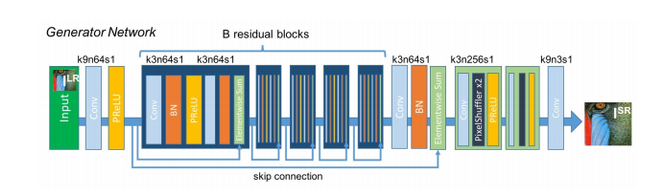 Generator Network
B residual blocks
k9n64s1
k3n64s1
k3n64s1
k3n64s1
k3n256s1
k9n3s1
Input
I LR
Conv
PReLU
Conv
BN
PReLU
Elementwise Sum
Conv
BN
Elementwise Sum
Conv
PixelShuffler x2
PReLU
Conv
I SR
skip connection